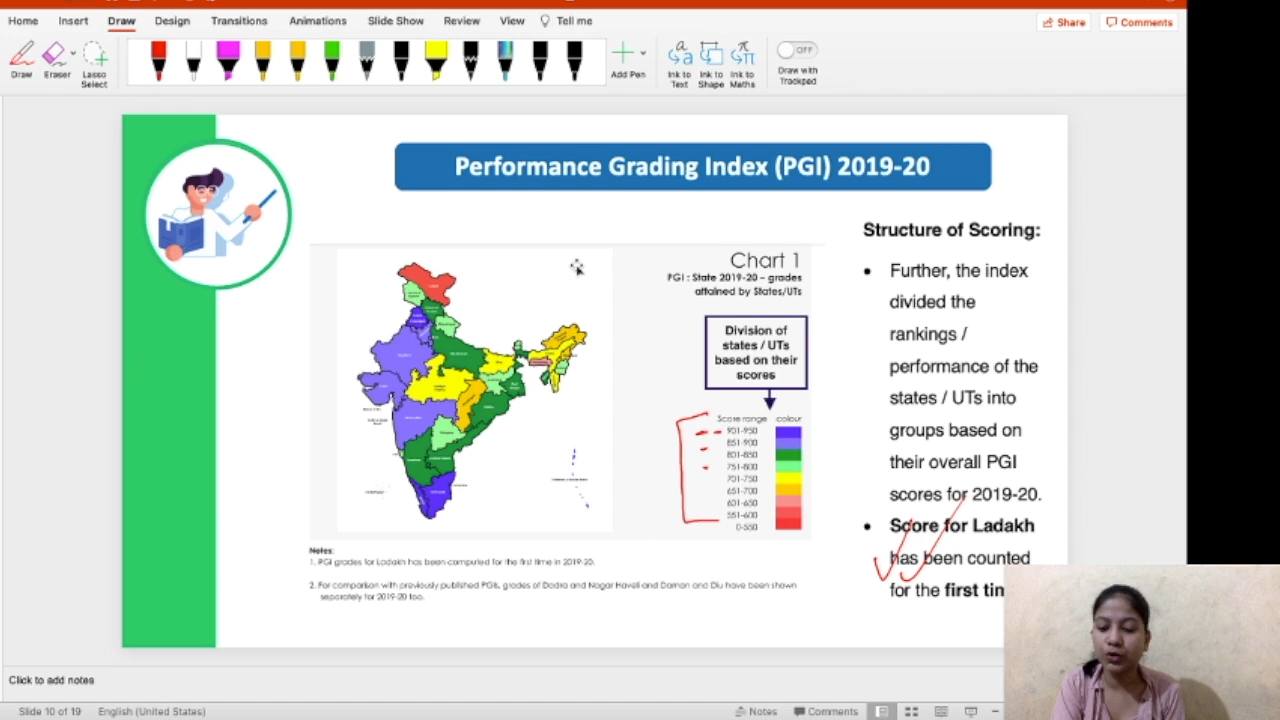 Home Insert Draw Design Transitions Animations Slide Show Review View Tell me
Share Comments
Draw Eraser Lasso Select Add Pen Ink to Text Ink to Shape Ink to Maths OFF Draw with Trackpad
Performance Grading Index (PGI) 2019-20
Chart 1
PGI : State 2019-20 – grades
attained by States/UTs
Division of
states / UTs
based on their
scores
Score range colour
901-950
851-900
801-850
751-800
701-750
651-700
601-650
551-600
0-550
Notes:
1. PGI grades for Ladakh has been computed for the first time in 2019-20.
2. For comparison with previously published PGIs, grades of Dadra and Nagar Haveli and Daman and Diu have been shown
separately for 2019-20 too.
Structure of Scoring:
• Further, the index
divided the
rankings /
performance of the
states / UTs into
groups based on
their overall PGI
scores for 2019-20.
• Score for Ladakh
has been counted
for the first tin
Click to add notes
Slide 10 of 19 English (United States) Notes Comments